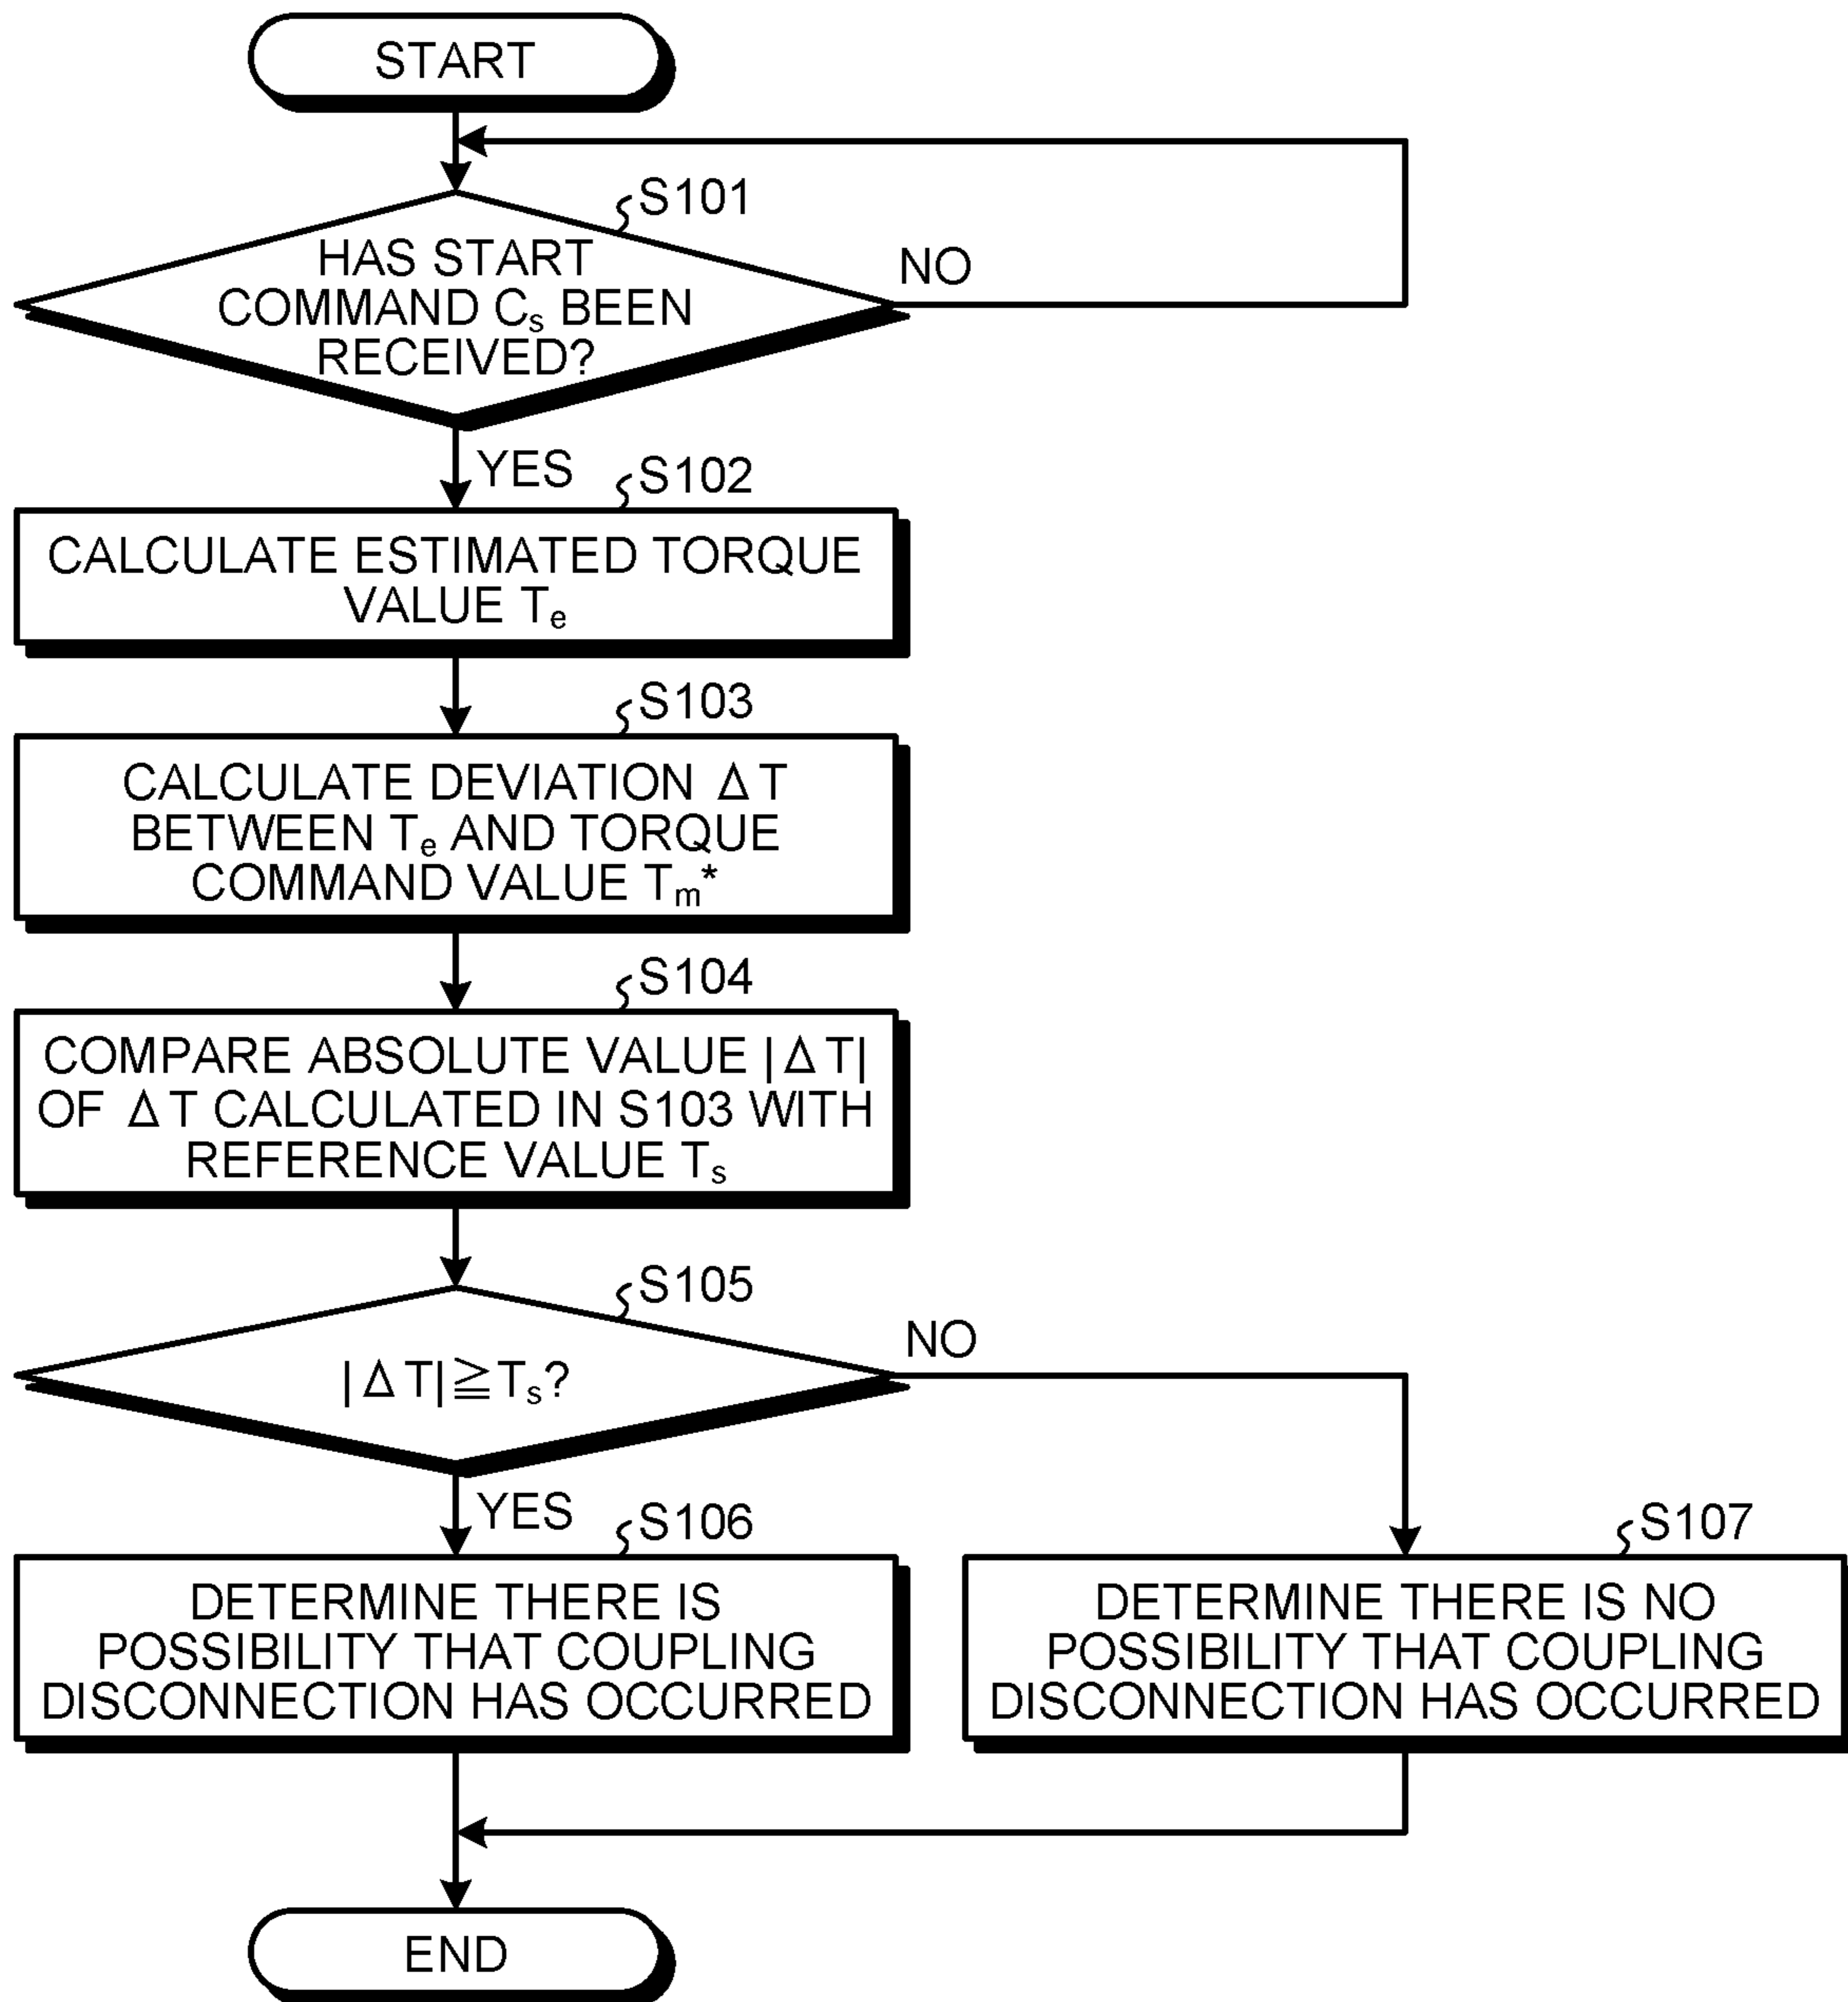 START
S101
HAS START
COMMAND Cs BEEN
RECEIVED?
NO
YES
S102
CALCULATE ESTIMATED TORQUE
VALUE Te
S103
CALCULATE DEVIATION ΔT
BETWEEN Te AND TORQUE
COMMAND VALUE Tm*
S104
COMPARE ABSOLUTE VALUE |ΔT|
OF ΔT CALCULATED IN S103 WITH
REFERENCE VALUE Ts
S105
|ΔT|≧Ts?
NO
YES
S106
DETERMINE THERE IS
POSSIBILITY THAT COUPLING
DISCONNECTION HAS OCCURRED
S107
DETERMINE THERE IS NO
POSSIBILITY THAT COUPLING
DISCONNECTION HAS OCCURRED
END